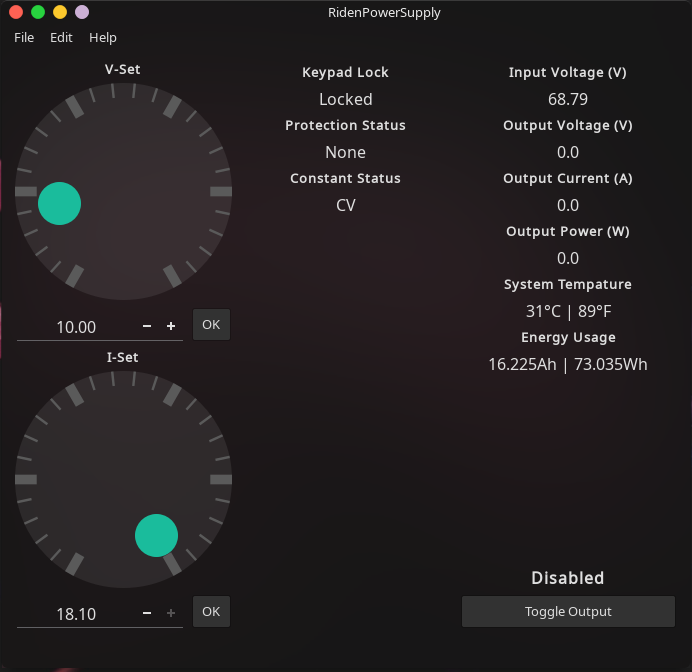 RidenPowerSupply
File Edit Help
V-Set
10.00 − + OK
I-Set
18.10 − + OK
Keypad Lock
Locked
Protection Status
None
Constant Status
CV
Input Voltage (V)
68.79
Output Voltage (V)
0.0
Output Current (A)
0.0
Output Power (W)
0.0
System Tempature
31°C | 89°F
Energy Usage
16.225Ah | 73.035Wh
Disabled
Toggle Output